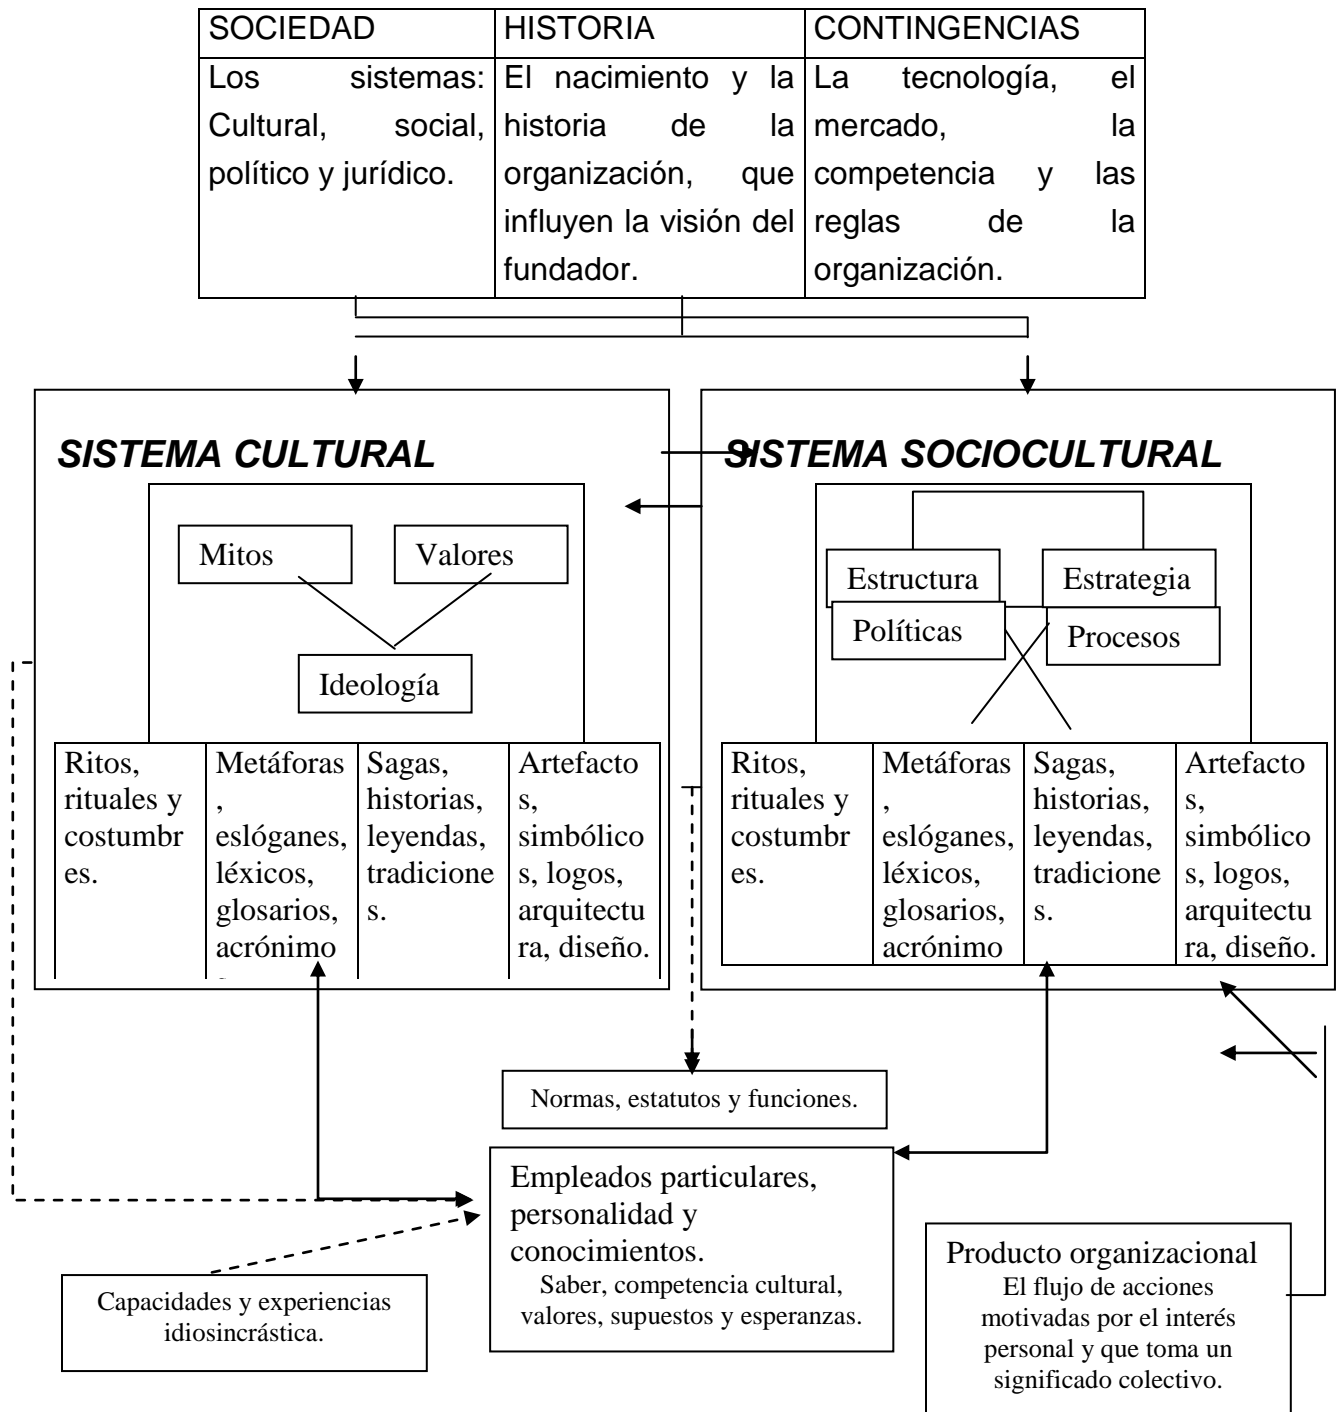 SOCIEDAD
HISTORIA
CONTINGENCIAS
Los sistemas:
Cultural, social,
político y jurídico.
El nacimiento y la
historia de la
organización, que
influyen la visión del
fundador.
La tecnología, el
mercado, la
competencia y las
reglas de la
organización.
SISTEMA CULTURAL
Mitos
Valores
Ideología
Ritos,
rituales y
costumbr
es.
Metáforas
,
eslóganes,
léxicos,
glosarios,
acrónimo
Sagas,
historias,
leyendas,
tradicione
s.
Artefacto
s,
simbólico
s, logos,
arquitectu
ra, diseño.
SISTEMA SOCIOCULTURAL
Estructura
Estrategia
Políticas
Procesos
Ritos,
rituales y
costumbr
es.
Metáforas
,
eslóganes,
léxicos,
glosarios,
acrónimo
Sagas,
historias,
leyendas,
tradicione
s.
Artefacto
s,
simbólico
s, logos,
arquitectu
ra, diseño.
Normas, estatutos y funciones.
Empleados particulares,
personalidad y
conocimientos.
Saber, competencia cultural,
valores, supuestos y esperanzas.
Capacidades y experiencias
idiosincrástica.
Producto organizacional
El flujo de acciones
motivadas por el interés
personal y que toma un
significado colectivo.